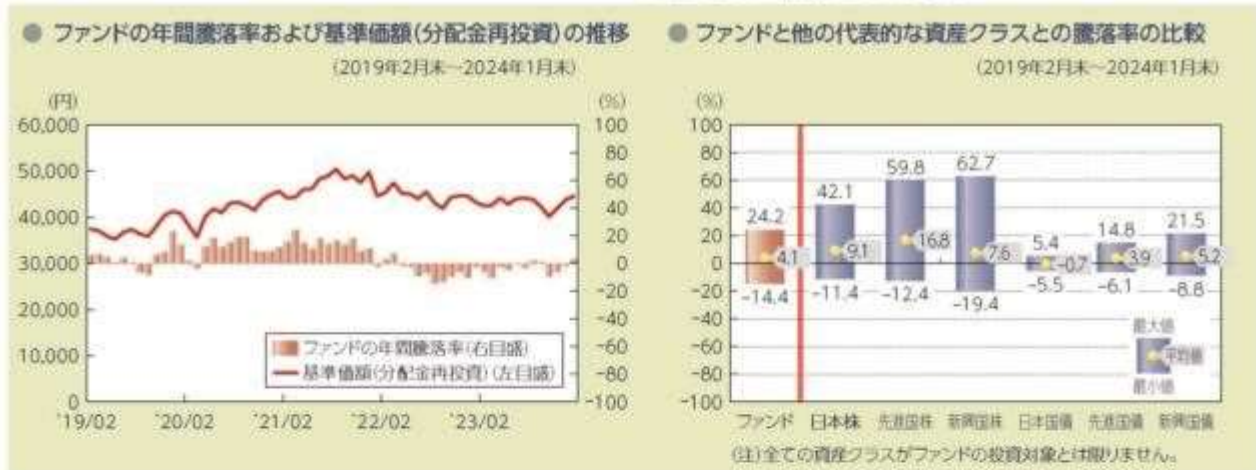 ● ファンドの年間騰落率および基準価額(分配金再投資)の推移
(2019年2月末～2024年1月末)
(円)
(%)
60,000
50,000
40,000
30,000
20,000
10,000
0
100
80
60
40
20
0
-20
-40
-60
-80
-100
ファンドの年間騰落率(右目盛)
基準価額(分配金再投資)(左目盛)
'19/02 '20/02 '21/02 '22/02 '23/02
● ファンドと他の代表的な資産クラスとの騰落率の比較
(2019年2月末～2024年1月末)
(%)
100
80
60
40
20
0
-20
-40
-60
-80
-100
24.2 42.1 59.8 62.7 5.4 14.8 21.5
4.1 9.1 16.8 7.6 -0.7 3.9 5.2
-14.4 -11.4 -12.4 -19.4 -5.5 -6.1 -8.8
最大値
平均値
最小値
ファンド 日本株 先進国株 新興国株 日本国債 先進国債 新興国債
(注)全ての資産クラスがファンドの投資対象とは限りません。